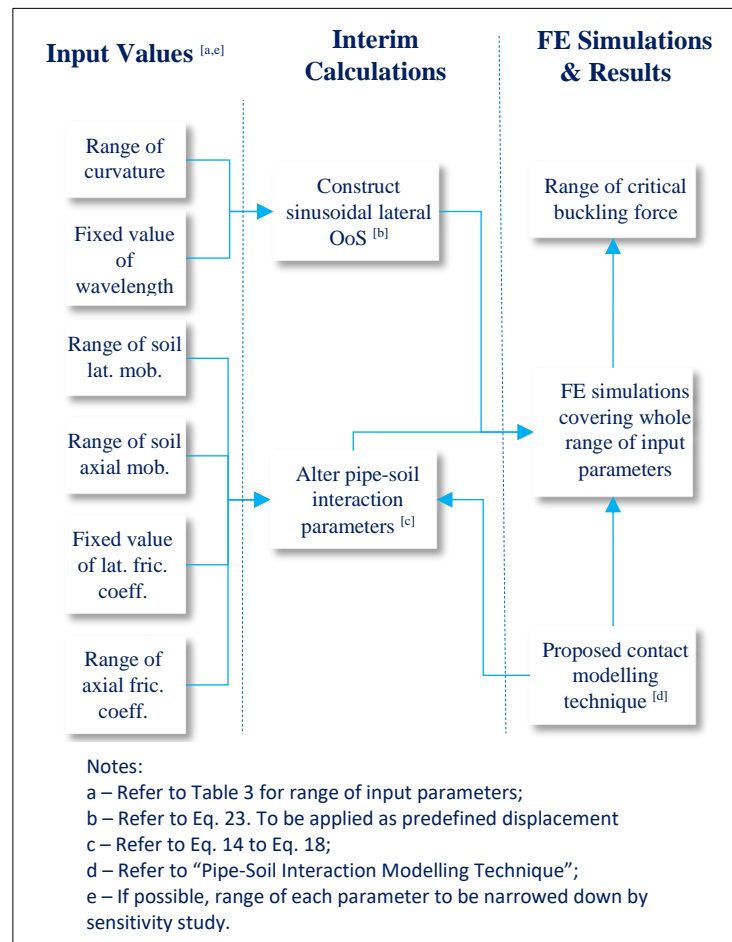 Input Values [a,e]
Interim
Calculations
FE Simulations
& Results
Range of
curvature
Fixed value
of
wavelength
Range of soil
lat. mob.
Range of soil
axial mob.
Fixed value
of lat. fric.
coeff.
Range of
axial fric.
coeff.
Construct
sinusoidal lateral
OoS [b]
Alter pipe-soil
interaction
parameters [c]
Range of critical
buckling force
FE simulations
covering whole
range of input
parameters
Proposed contact
modelling
technique [d]
Notes:
a – Refer to Table 3 for range of input parameters;
b – Refer to Eq. 23. To be applied as predefined displacement
c – Refer to Eq. 14 to Eq. 18;
d – Refer to “Pipe-Soil Interaction Modelling Technique”;
e – If possible, range of each parameter to be narrowed down by
sensitivity study.